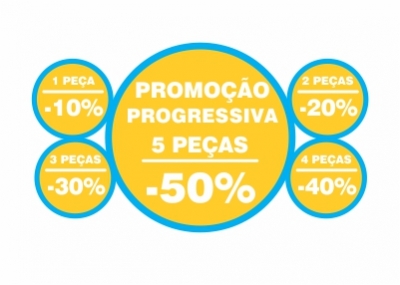 1 PEÇA
-10%
2 PEÇAS
-20%
PROMOÇÃO
PROGRESSIVA
5 PEÇAS
-50%
3 PEÇAS
-30%
4 PEÇAS
-40%